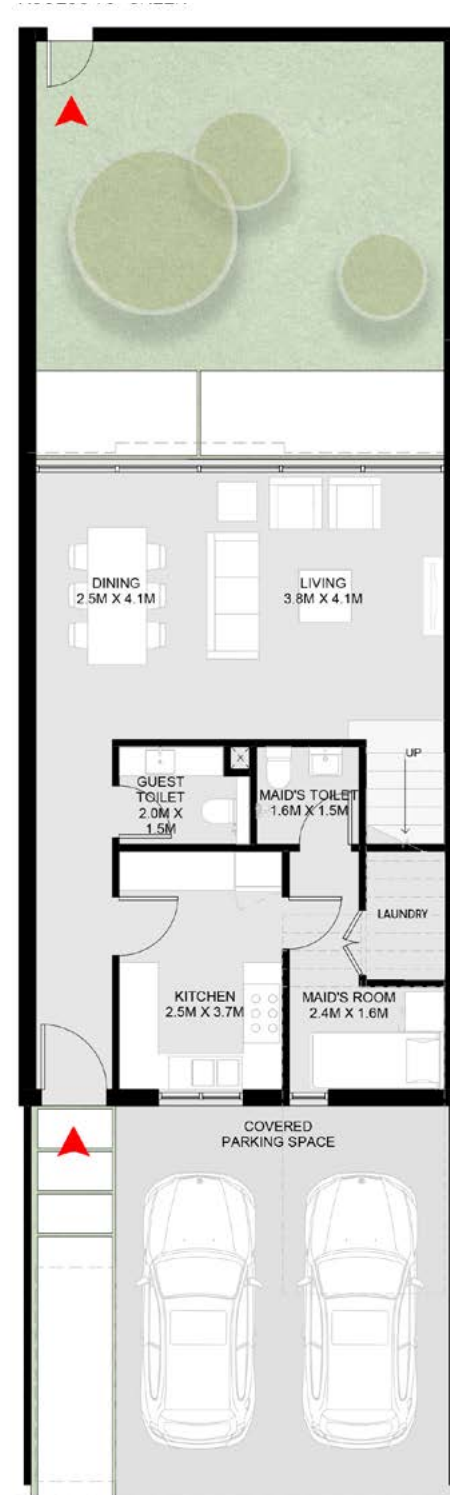 DINING
2.5M X 4.1M
LIVING
3.8M X 4.1M
UP
X
GUEST
TOILET
2.0M X
1.5M
MAID'S TOILET
1.6M X 1.5M
LAUNDRY
KITCHEN
2.5M X 3.7M
MAID'S ROOM
2.4M X 1.6M
COVERED
PARKING SPACE